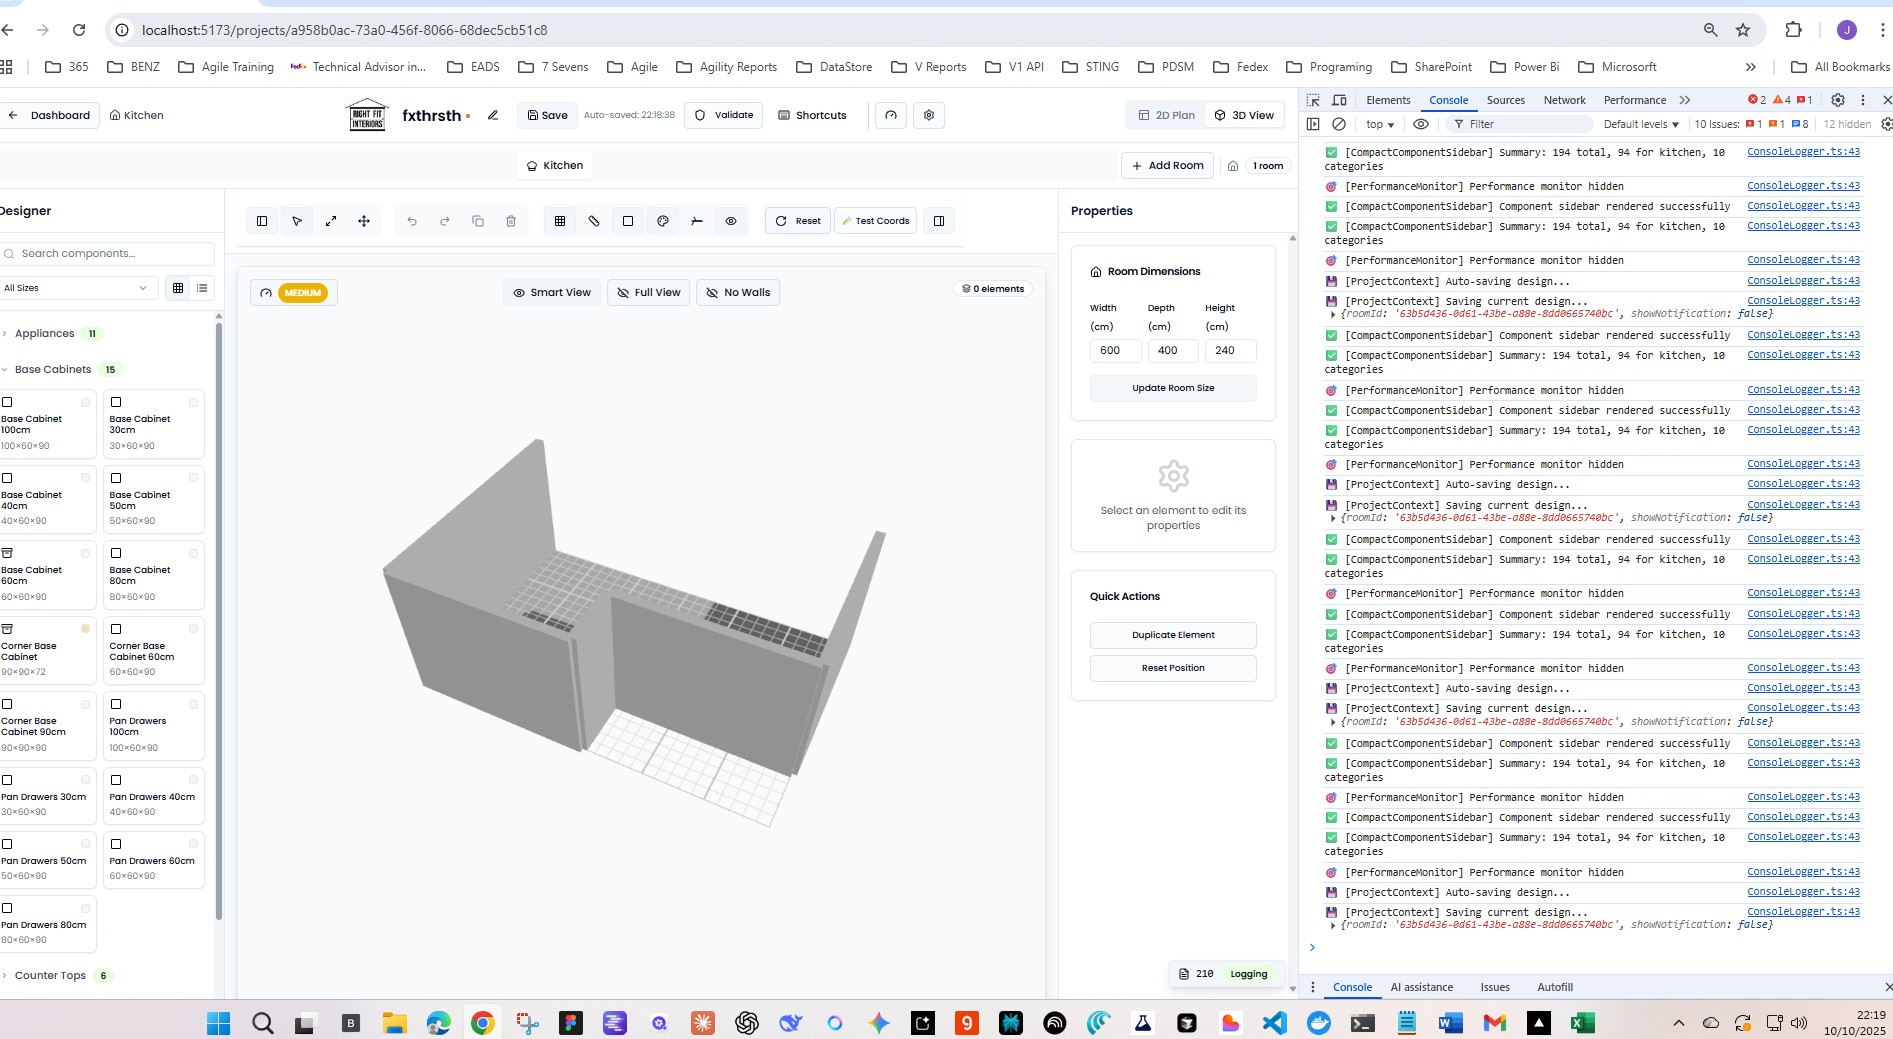 localhost:5173/projects/a958b0ac-73a0-456f-8066-68dec5cb51c8
J
365
BENZ
Agile Training
FedEx Technical Advisor in...
EADS
7 Sevens
Agile
Agility Reports
DataStore
V Reports
V1 API
STING
PDSM
Fedex
Programing
SharePoint
Power Bi
Microsorft
»
All Bookmarks
Dashboard
Kitchen
RIGHT FIT
INTERIORS
fxthrsth
Save
Auto-saved: 22:18:38
Validate
Shortcuts
2D Plan
3D View
Kitchen
+ Add Room
1 room
Designer
Search components...
All Sizes
Appliances 11
Base Cabinets 15
Base Cabinet
100cm
100×60×90
Base Cabinet
30cm
30×60×90
Base Cabinet
40cm
40×60×90
Base Cabinet
50cm
50×60×90
Base Cabinet
60cm
60×60×90
Base Cabinet
80cm
80×60×90
Corner Base
Cabinet
90×90×72
Corner Base
Cabinet 60cm
60×60×90
Corner Base
Cabinet 90cm
90×90×90
Pan Drawers
100cm
100×60×90
Pan Drawers 30cm
30×60×90
Pan Drawers 40cm
40×60×90
Pan Drawers 50cm
50×60×90
Pan Drawers 60cm
60×60×90
Pan Drawers 80cm
80×60×90
Counter Tops 6
Reset
Test Coords
MEDIUM
Smart View
Full View
No Walls
0 elements
Properties
Room Dimensions
Width
(cm)
Depth
(cm)
Height
(cm)
600
400
240
Update Room Size
Select an element to edit its
properties
Quick Actions
Duplicate Element
Reset Position
210 Logging
Elements
Console
Sources
Network
Performance
»
2
4
1
top
Filter
Default levels
10 Issues: 1 1 8
12 hidden
[CompactComponentSidebar] Summary: 194 total, 94 for kitchen, 10 ConsoleLogger.ts:43
categories
[PerformanceMonitor] Performance monitor hidden ConsoleLogger.ts:43
[CompactComponentSidebar] Component sidebar rendered successfully ConsoleLogger.ts:43
[CompactComponentSidebar] Summary: 194 total, 94 for kitchen, 10 ConsoleLogger.ts:43
categories
[PerformanceMonitor] Performance monitor hidden ConsoleLogger.ts:43
[ProjectContext] Auto-saving design... ConsoleLogger.ts:43
[ProjectContext] Saving current design... ConsoleLogger.ts:43
{roomId: '63b5d436-0d61-43be-a88e-8dd0665740bc', showNotification: false}
[CompactComponentSidebar] Component sidebar rendered successfully ConsoleLogger.ts:43
[CompactComponentSidebar] Summary: 194 total, 94 for kitchen, 10 ConsoleLogger.ts:43
categories
[PerformanceMonitor] Performance monitor hidden ConsoleLogger.ts:43
[CompactComponentSidebar] Component sidebar rendered successfully ConsoleLogger.ts:43
[CompactComponentSidebar] Summary: 194 total, 94 for kitchen, 10 ConsoleLogger.ts:43
categories
[PerformanceMonitor] Performance monitor hidden ConsoleLogger.ts:43
[ProjectContext] Auto-saving design... ConsoleLogger.ts:43
[ProjectContext] Saving current design... ConsoleLogger.ts:43
{roomId: '63b5d436-0d61-43be-a88e-8dd0665740bc', showNotification: false}
[CompactComponentSidebar] Component sidebar rendered successfully ConsoleLogger.ts:43
[CompactComponentSidebar] Summary: 194 total, 94 for kitchen, 10 ConsoleLogger.ts:43
categories
[PerformanceMonitor] Performance monitor hidden ConsoleLogger.ts:43
[CompactComponentSidebar] Component sidebar rendered successfully ConsoleLogger.ts:43
[CompactComponentSidebar] Summary: 194 total, 94 for kitchen, 10 ConsoleLogger.ts:43
categories
[PerformanceMonitor] Performance monitor hidden ConsoleLogger.ts:43
[ProjectContext] Auto-saving design... ConsoleLogger.ts:43
[ProjectContext] Saving current design... ConsoleLogger.ts:43
{roomId: '63b5d436-0d61-43be-a88e-8dd0665740bc', showNotification: false}
[CompactComponentSidebar] Component sidebar rendered successfully ConsoleLogger.ts:43
[CompactComponentSidebar] Summary: 194 total, 94 for kitchen, 10 ConsoleLogger.ts:43
categories
[PerformanceMonitor] Performance monitor hidden ConsoleLogger.ts:43
[CompactComponentSidebar] Component sidebar rendered successfully ConsoleLogger.ts:43
[CompactComponentSidebar] Summary: 194 total, 94 for kitchen, 10 ConsoleLogger.ts:43
categories
[PerformanceMonitor] Performance monitor hidden ConsoleLogger.ts:43
[ProjectContext] Auto-saving design... ConsoleLogger.ts:43
[ProjectContext] Saving current design... ConsoleLogger.ts:43
{roomId: '63b5d436-0d61-43be-a88e-8dd0665740bc', showNotification: false}
Console
AI assistance
Issues
Autofill
22:19
10/10/2025